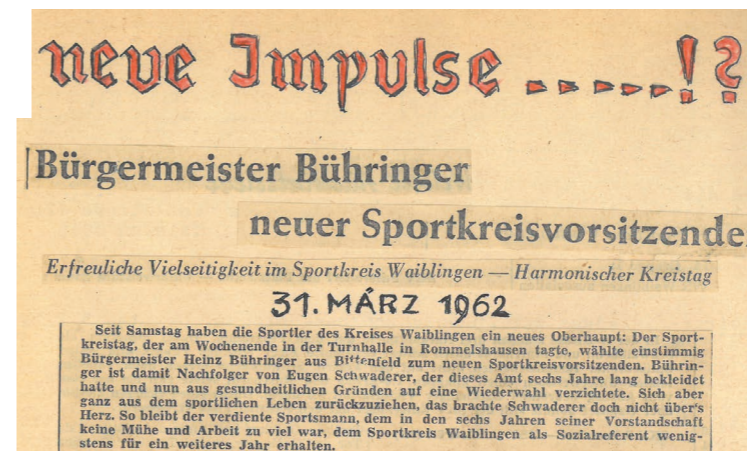 neue Impulse .....!?
Bürgermeister Bühringer
neuer Sportkreisvorsitzende
Erfreuliche Vielseitigkeit im Sportkreis Waiblingen — Harmonischer Kreistag
31. MÄRZ 1962
Seit Samstag haben die Sportler des Kreises Waiblingen ein neues Oberhaupt: Der Sport-
kreistag, der am Wochenende in der Turnhalle in Rommelshausen tagte, wählte einstimmig
Bürgermeister Heinz Bühringer aus Bittenfeld zum neuen Sportkreisvorsitzenden. Bührin-
ger ist damit Nachfolger von Eugen Schwaderer, der dieses Amt sechs Jahre lang bekleidet
hatte und nun aus gesundheitlichen Gründen auf eine Wiederwahl verzichtete. Sich aber
ganz aus dem sportlichen Leben zurückzuziehen, das brachte Schwaderer doch nicht über's
Herz. So bleibt der verdiente Sportsmann, dem in den sechs Jahren seiner Vorstandschaft
keine Mühe und Arbeit zu viel war, dem Sportkreis Waiblingen als Sozialreferent wenig-
stens für ein weiteres Jahr erhalten.